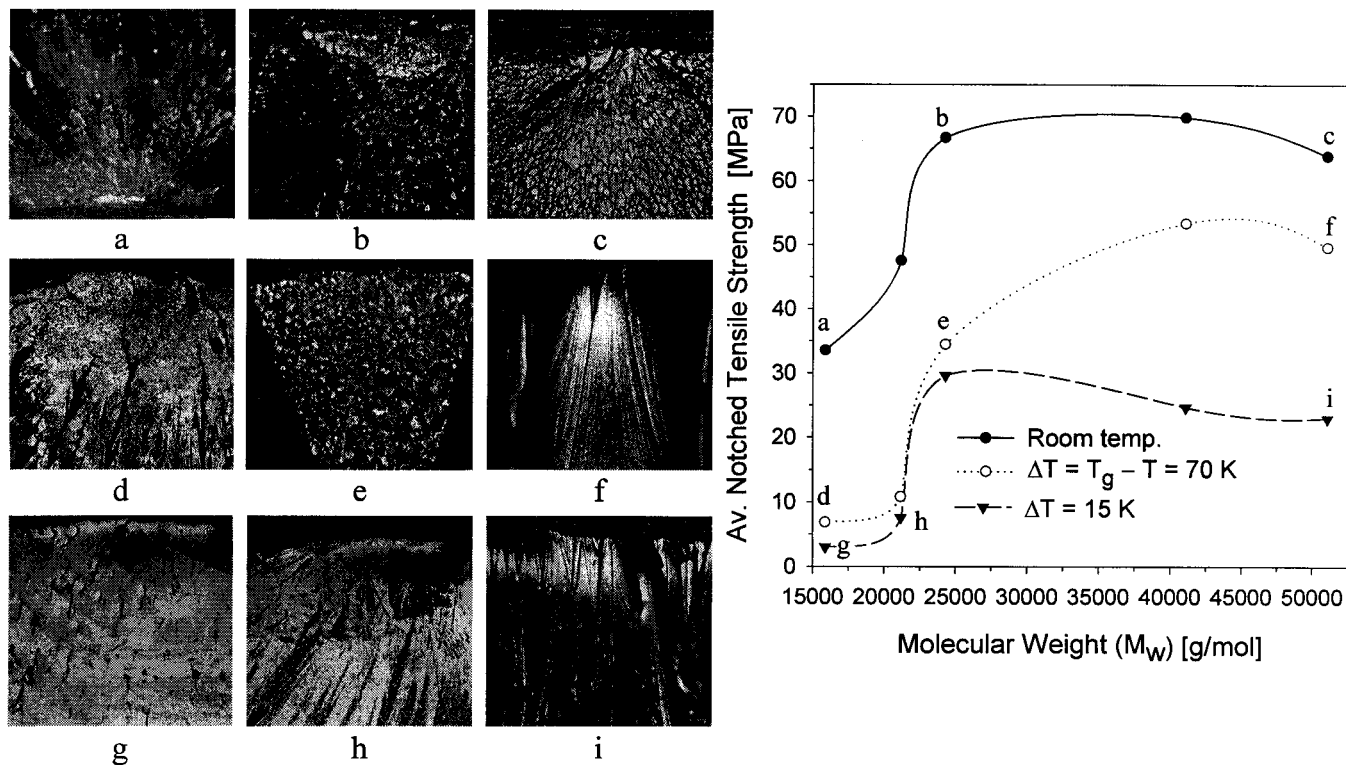 a b c
d e f
g h i
Av. Notched Tensile Strength [MPa]
70
60
50
40
30
20
10
0
a
b
c
d
e
f
g
h
i
Room temp.
ΔT = Tg – T = 70 K
ΔT = 15 K
15000 20000 25000 30000 35000 40000 45000 50000
Molecular Weight (MW) [g/mol]